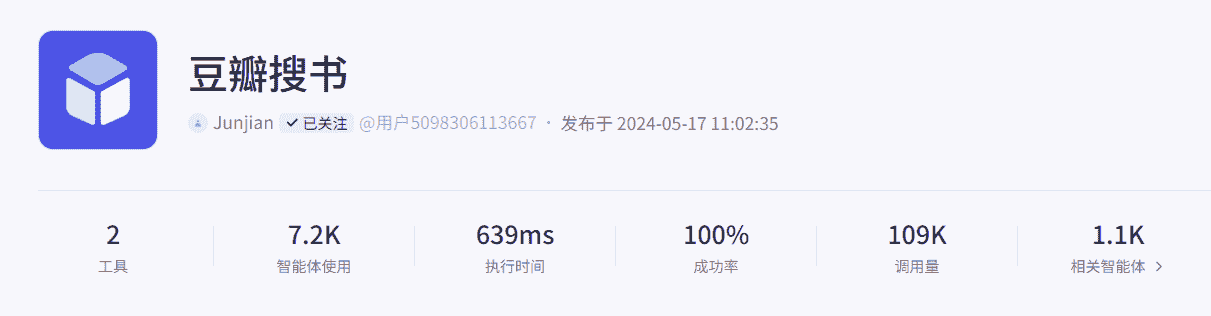 豆瓣搜书
Junjian 已关注 @用户5098306113667 · 发布于 2024-05-17 11:02:35
2 7.2K 639ms 100% 109K 1.1K
工具 智能体使用 执行时间 成功率 调用量 相关智能体 >